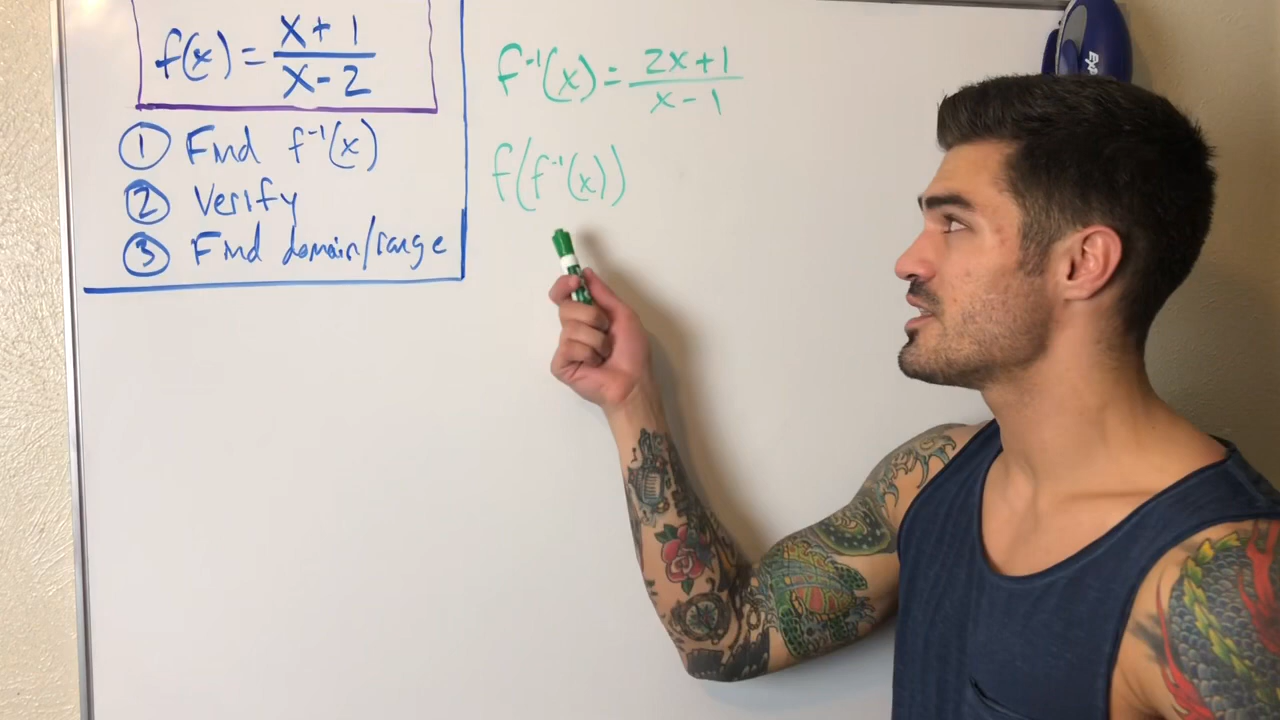 f(x) = x+1 / x-2
① Find f⁻¹(x)
② Verify
③ Find domain/range
f⁻¹(x) = 2x+1 / x-1
f(f⁻¹(x))